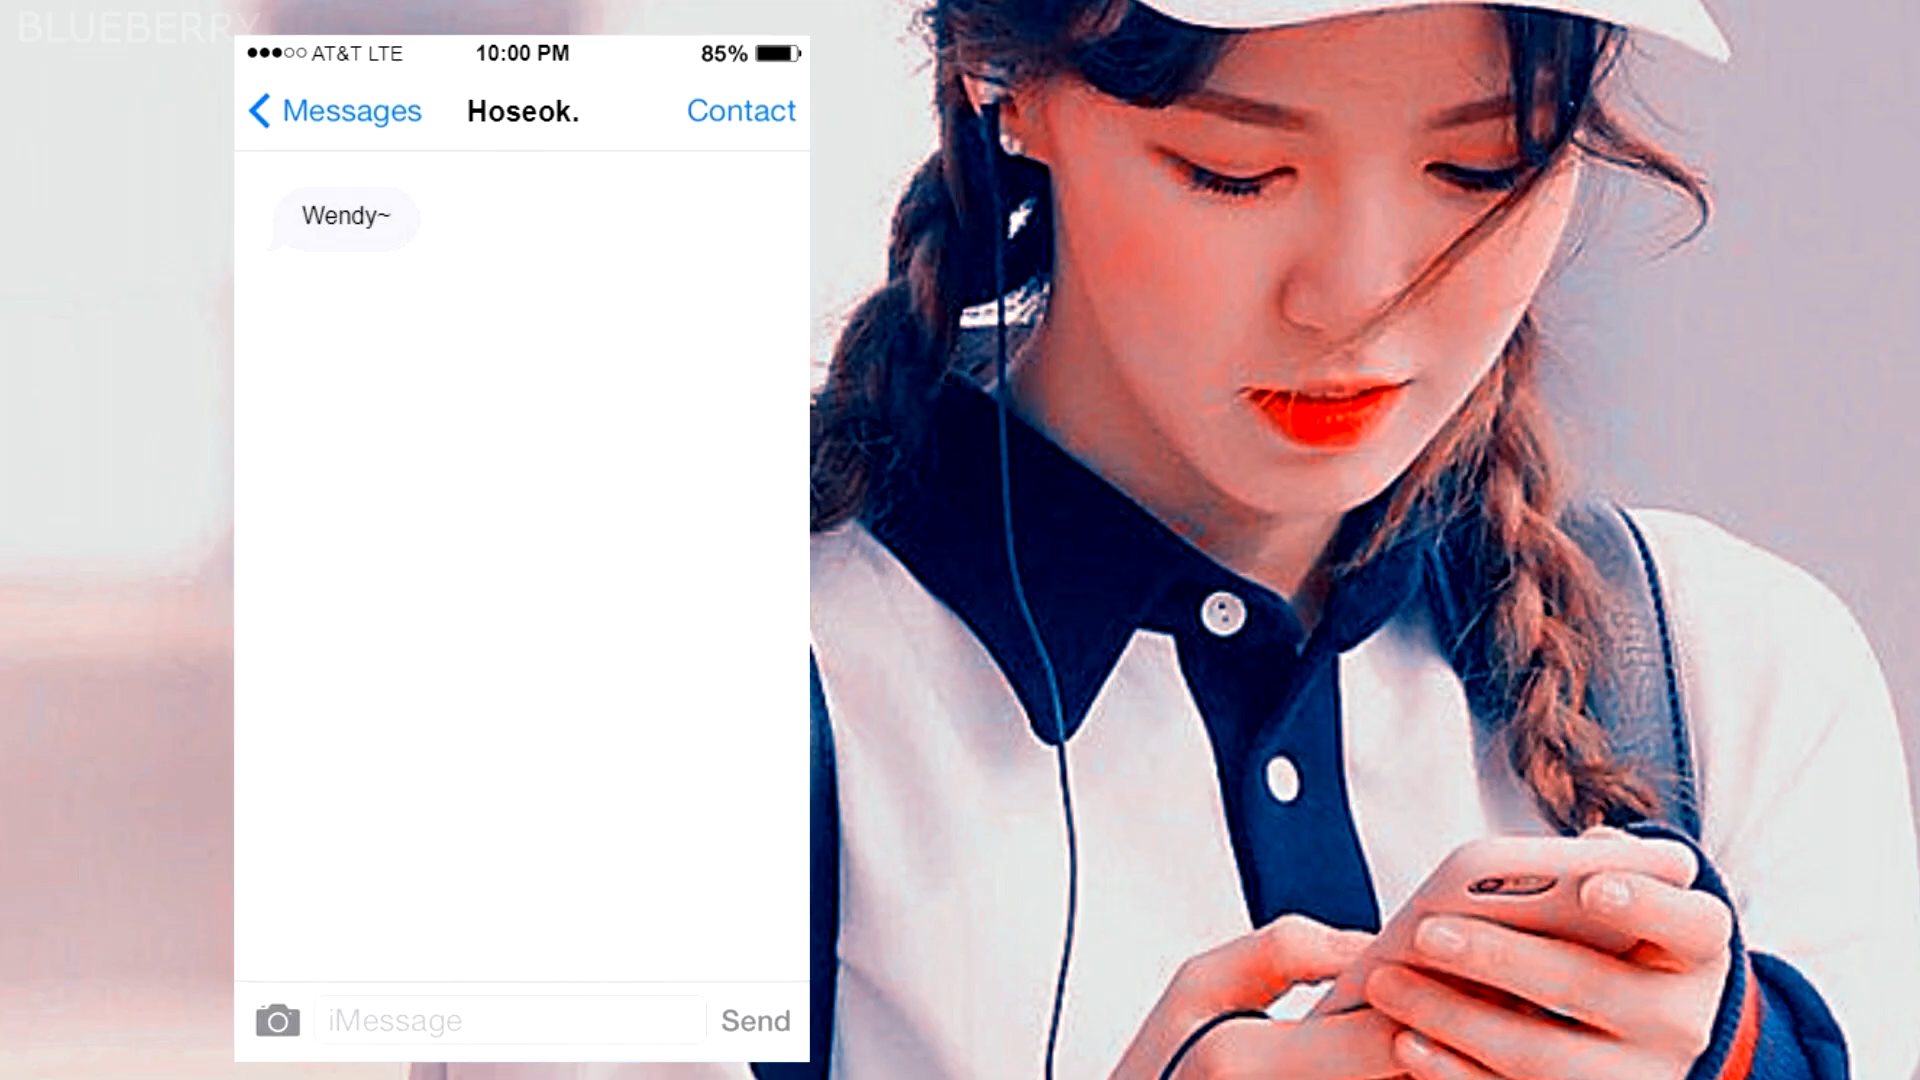 BLUEBERRY
AT&T LTE 10:00 PM 85%
Messages Hoseok. Contact
Wendy~
iMessage Send